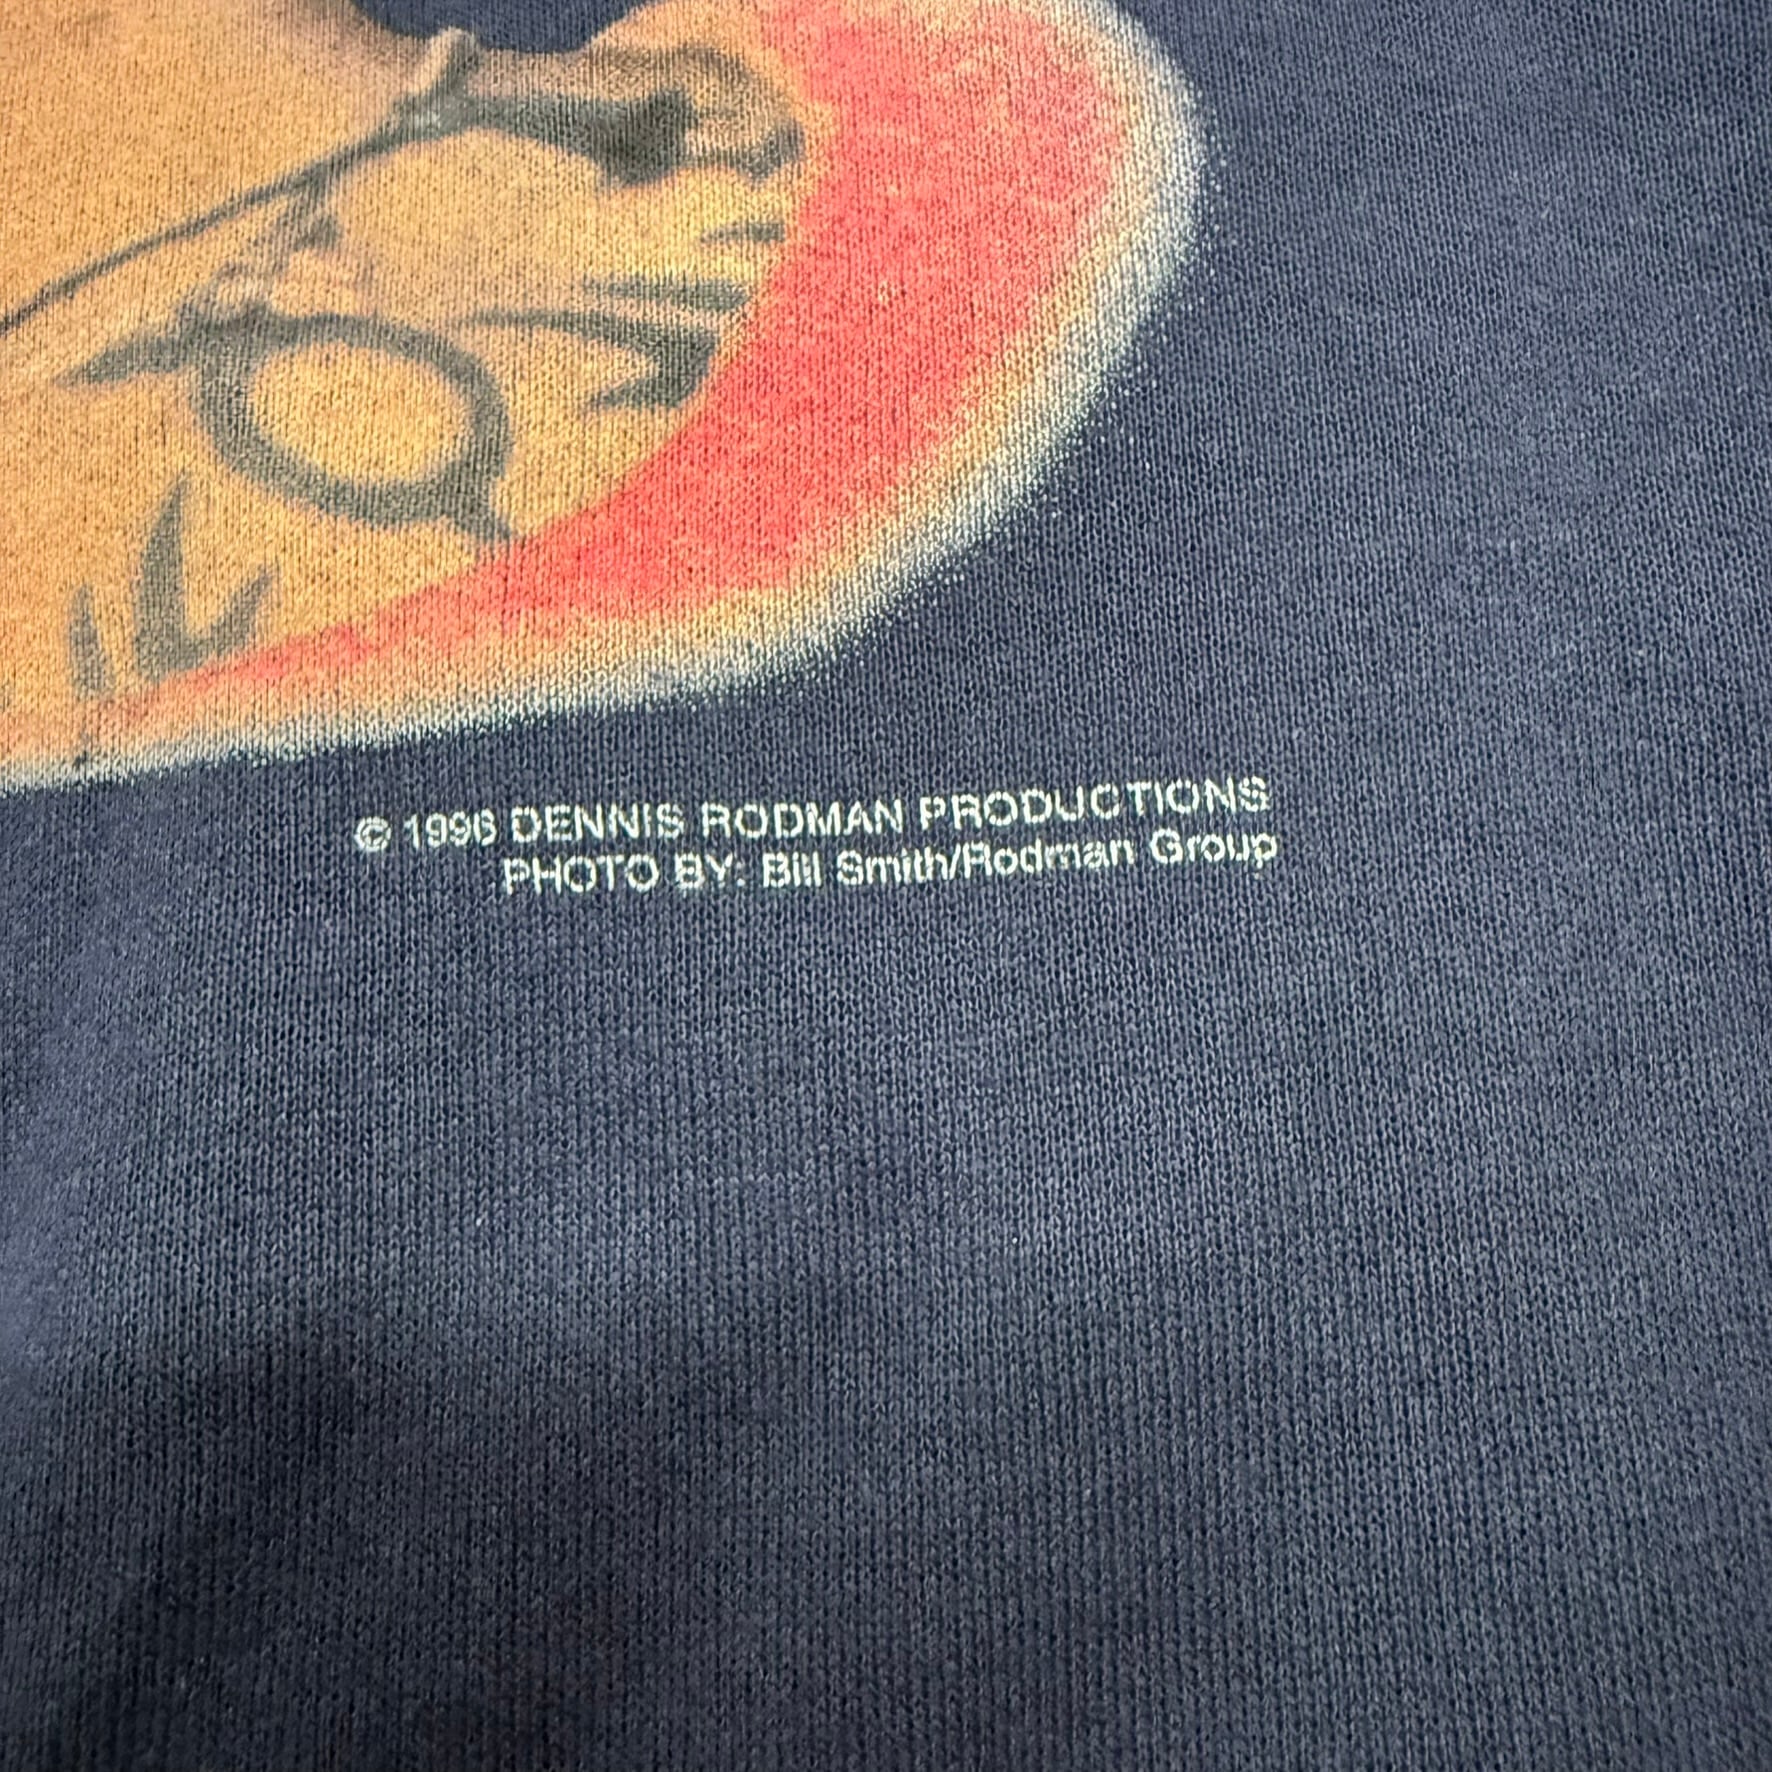 © 1996 DENNIS RODMAN PRODUCTIONS
PHOTO BY: Bill Smith/Rodman Group